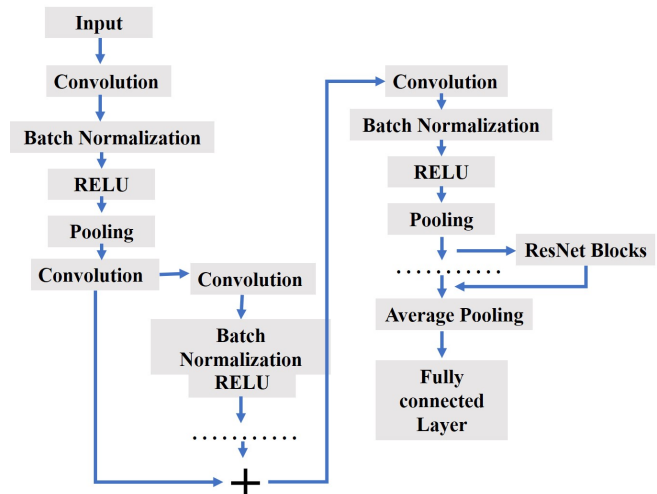 Input
Convolution
Batch Normalization
RELU
Pooling
Convolution
Convolution
Batch
Normalization
RELU
..................
+
Convolution
Batch Normalization
RELU
Pooling
ResNet Blocks
..................
Average Pooling
Fully
connected
Layer